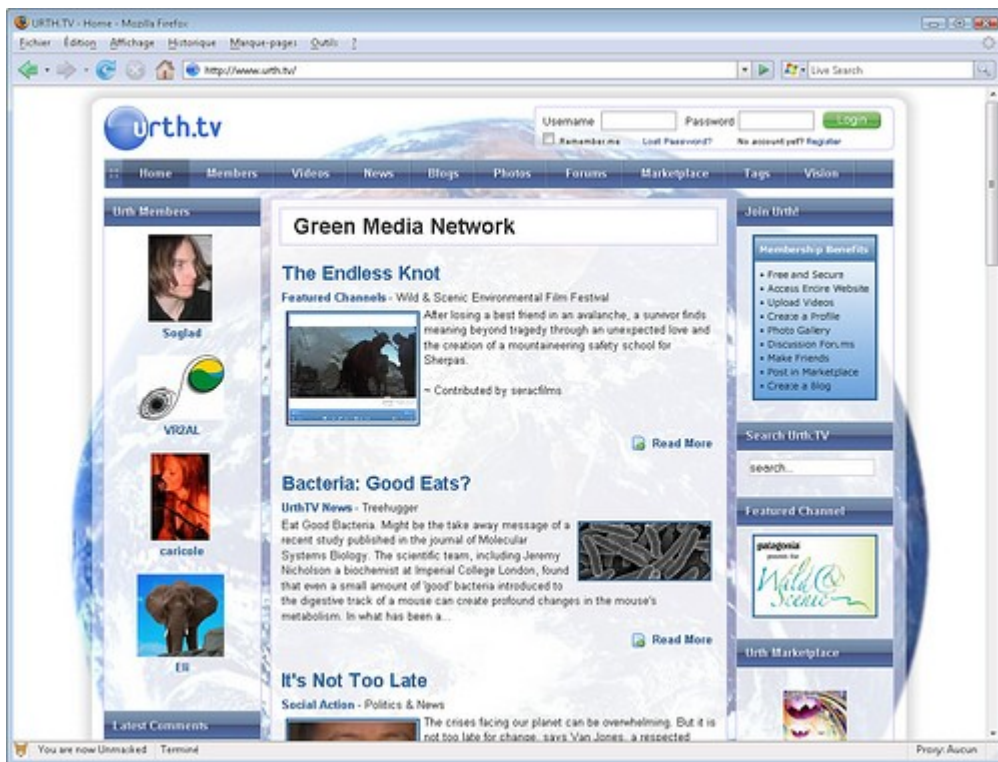 URTH.TV - Home - Mozilla Firefox
Fichier Édition Affichage Historique Marque-pages Outils ?
http://www.urth.tv/
Live Search
urth.tv
Username
Password
Login
Remember me
Lost Password?
No account yet? Register
Home Members Videos News Blogs Photos Forums Marketplace Tags Vision
Urth Members
Soglad
VR2AL
caricole
Elli
Latest Comments
Green Media Network
The Endless Knot
Featured Channels - Wild & Scenic Environmental Film Festival
After losing a best friend in an avalanche, a survivor finds
meaning beyond tragedy through an unexpected love and
the creation of a mountaineering safety school for
Sherpas.
~ Contributed by seracfilms
Read More
Bacteria: Good Eats?
UrthTV News - Treehugger
Eat Good Bacteria. Might be the take away message of a
recent study published in the journal of Molecular
Systems Biology. The scientific team, including Jeremy
Nicholson a biochemist at Imperial College London, found
that even a small amount of 'good' bacteria introduced to
the digestive track of a mouse can create profound changes in the mouse's
metabolism. In what has been a...
Read More
It's Not Too Late
Social Action - Politics & News
The crises facing our planet can be overwhelming. But it is
not too late for change, says Van Jones, a respected
Join Urth!
Membership Benefits
• Free and Secure
• Access Entire Website
• Upload Videos
• Create a Profile
• Photo Gallery
• Discussion Forums
• Make Friends
• Post in Marketplace
• Create a Blog
Search Urth.TV
search...
Featured Channel
patagonia
Wild &
Scenic
Urth Marketplace
You are now Unmasked
Terminé
Proxy: Aucun